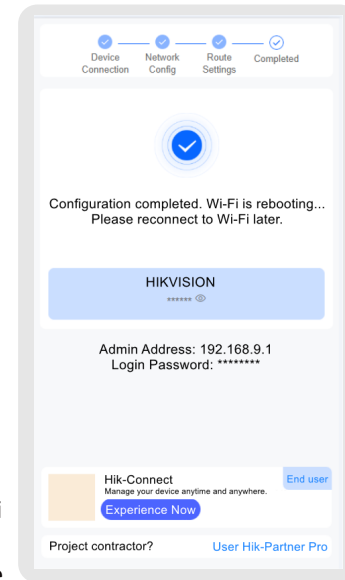 Device Connection
Network Config
Route Settings
Completed
Configuration completed. Wi-Fi is rebooting...
Please reconnect to Wi-Fi later.
HIKVISION
******
Admin Address: 192.168.9.1
Login Password: ********
Hik-Connect
End user
Manage your device anytime and anywhere.
Experience Now
Project contractor?
User Hik-Partner Pro